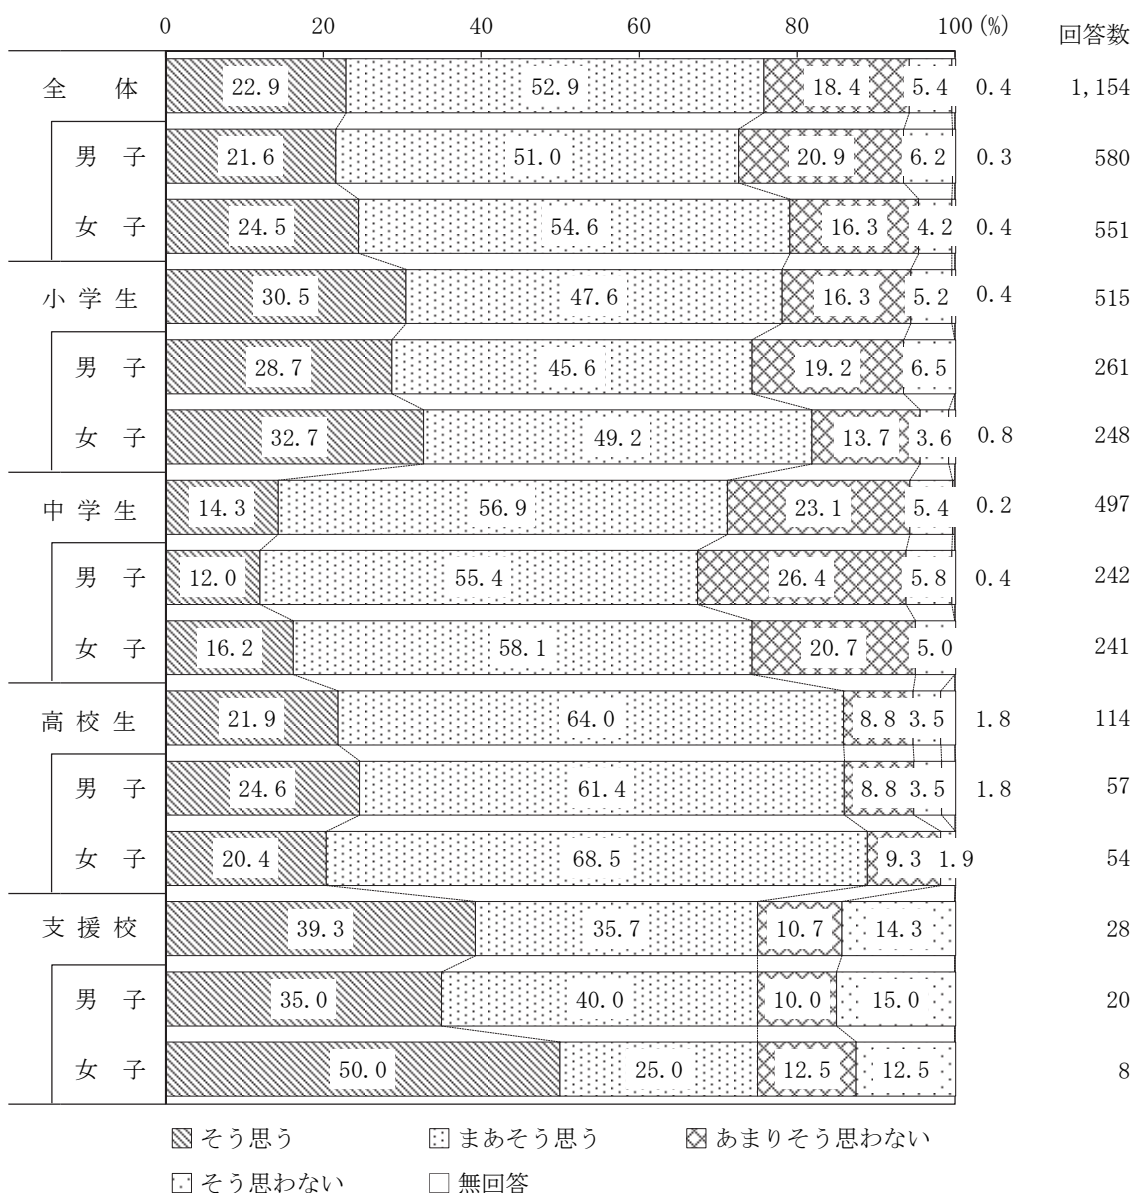 0 20 40 60 80 100 (%) 回答数
全 体 22.9 52.9 18.4 5.4 0.4 1,154
男 子 21.6 51.0 20.9 6.2 0.3 580
女 子 24.5 54.6 16.3 4.2 0.4 551
小 学 生 30.5 47.6 16.3 5.2 0.4 515
男 子 28.7 45.6 19.2 6.5 261
女 子 32.7 49.2 13.7 3.6 0.8 248
中 学 生 14.3 56.9 23.1 5.4 0.2 497
男 子 12.0 55.4 26.4 5.8 0.4 242
女 子 16.2 58.1 20.7 5.0 241
高 校 生 21.9 64.0 8.8 3.5 1.8 114
男 子 24.6 61.4 8.8 3.5 1.8 57
女 子 20.4 68.5 9.3 1.9 54
支 援 校 39.3 35.7 10.7 14.3 28
男 子 35.0 40.0 10.0 15.0 20
女 子 50.0 25.0 12.5 12.5 8
そう思う まあそう思う あまりそう思わない
そう思わない 無回答